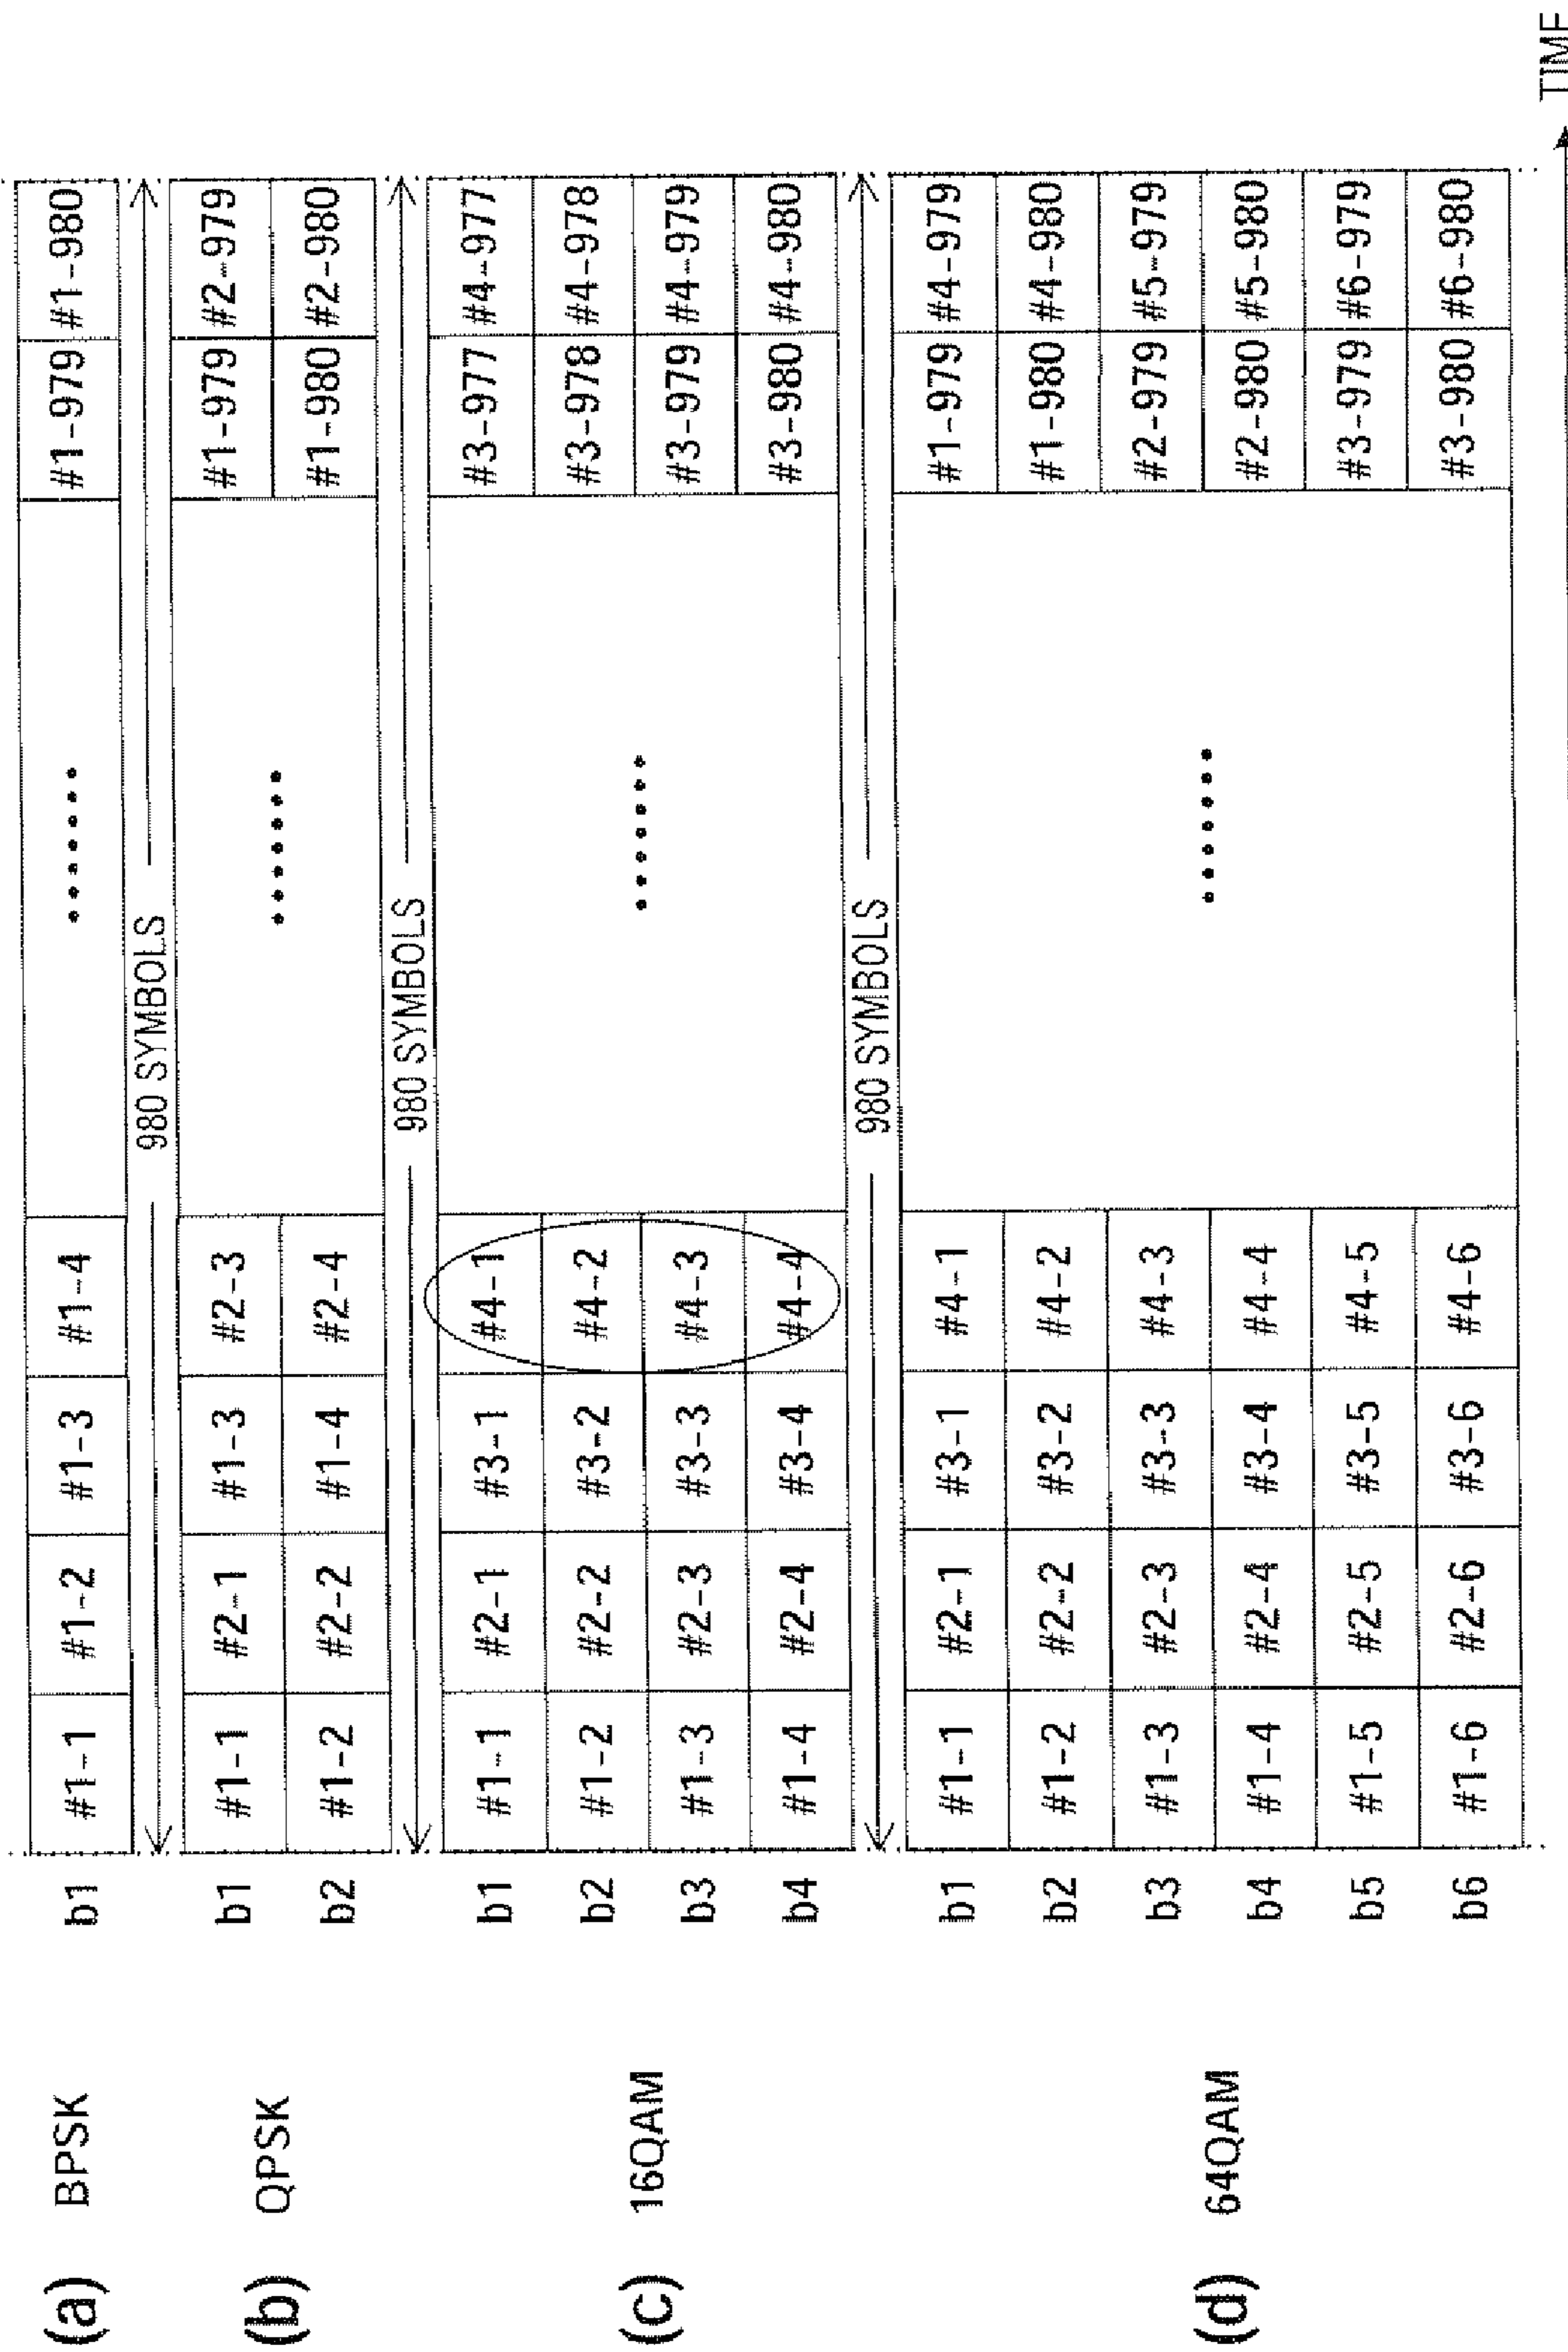 (a) BPSK b1 #1-1 #1-2 #1-3 #1-4 ······· #1-979 #1-980
980 SYMBOLS
(b) QPSK
b1 #1-1 #2-1 #1-3 #2-3 ······· #1-979 #2-979
b2 #1-2 #2-2 #1-4 #2-4 #1-980 #2-980
980 SYMBOLS
(c) 16QAM
b1 #1-1 #2-1 #3-1 #4-1 ······· #3-977 #4-977
b2 #1-2 #2-2 #3-2 #4-2 #3-978 #4-978
b3 #1-3 #2-3 #3-3 #4-3 #3-979 #4-979
b4 #1-4 #2-4 #3-4 #4-4 #3-980 #4-980
980 SYMBOLS
(d) 64QAM
b1 #1-1 #2-1 #3-1 #4-1 ······· #1-979 #4-979
b2 #1-2 #2-2 #3-2 #4-2 #1-980 #4-980
b3 #1-3 #2-3 #3-3 #4-3 #2-979 #5-979
b4 #1-4 #2-4 #3-4 #4-4 #2-980 #5-980
b5 #1-5 #2-5 #3-5 #4-5 #3-979 #6-979
b6 #1-6 #2-6 #3-6 #4-6 #3-980 #6-980
TIME